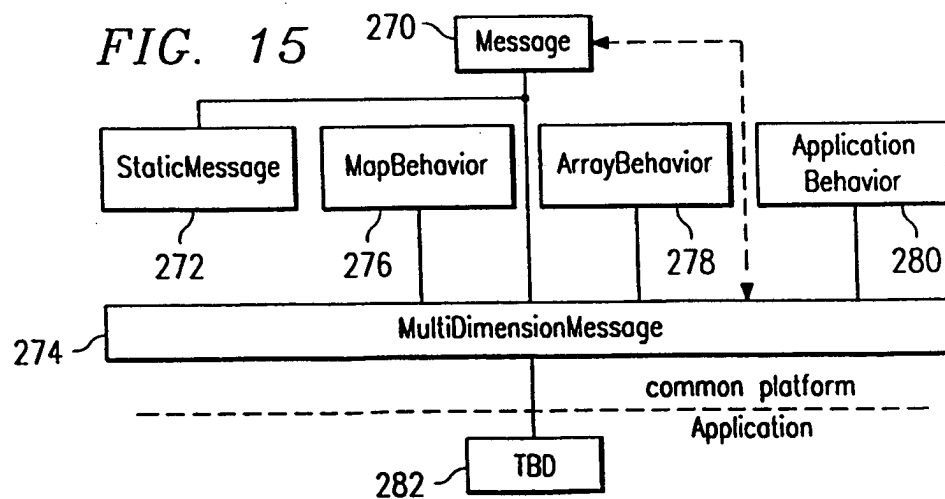 FIG. 15
270
Message
StaticMessage
MapBehavior
ArrayBehavior
Application
Behavior
272
276
278
280
274
MultiDimensionMessage
common platform
Application
282
TBD